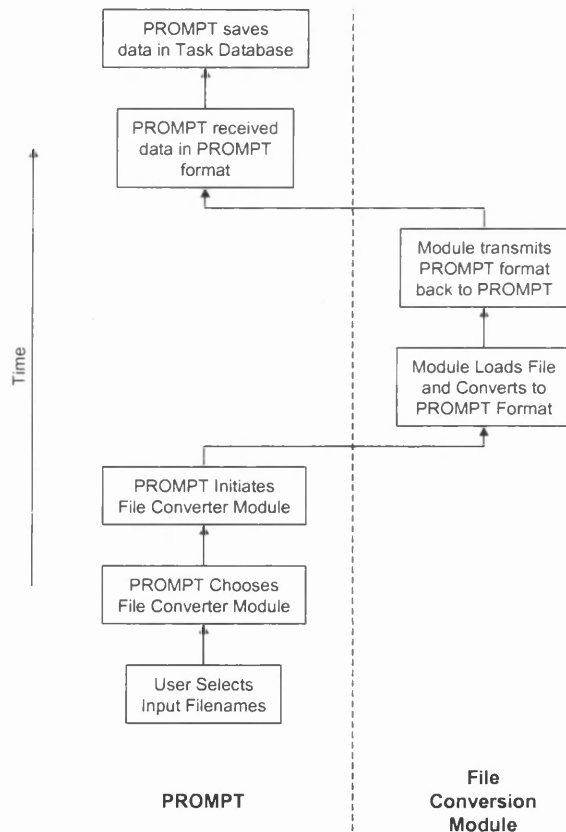 PROMPT saves
data in Task Database
PROMPT received
data in PROMPT
format
Module transmits
PROMPT format
back to PROMPT
Time
Module Loads File
and Converts to
PROMPT Format
PROMPT Initiates
File Converter Module
PROMPT Chooses
File Converter Module
User Selects
Input Filenames
PROMPT
File
Conversion
Module